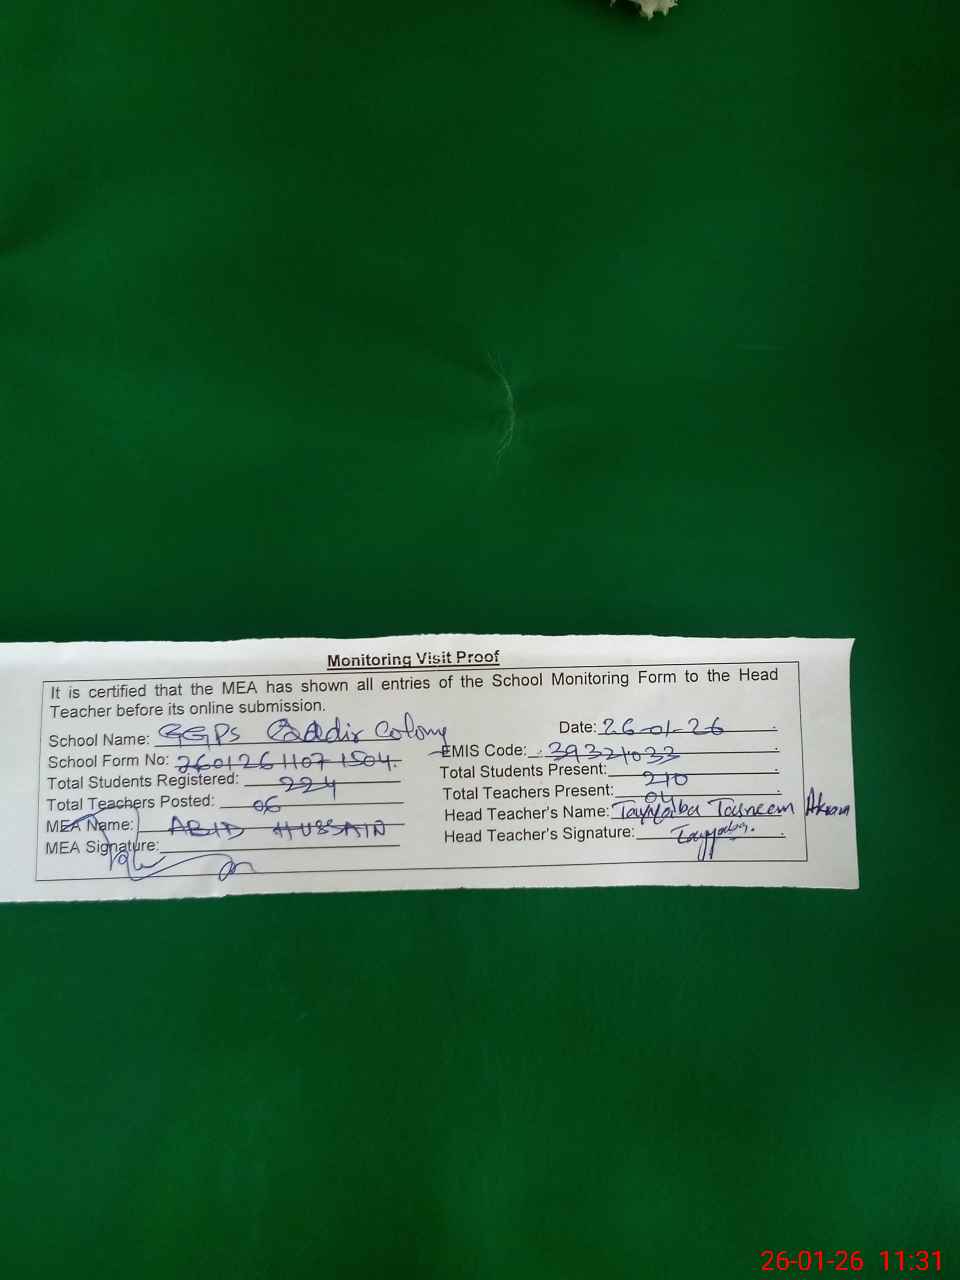 Monitoring Visit Proof
It is certified that the MEA has shown all entries of the School Monitoring Form to the Head
Teacher before its online submission.
School Name: GGPS Qaddir Colony
Date: 26-01-26
School Form No: 260126 1107 1504.
EMIS Code: 39321033
Total Students Registered: 224
Total Students Present: 210
Total Teachers Posted: 06
Total Teachers Present: 04
MEA Name: ABID HUSSAIN
Head Teacher's Name: Tayyaba Tasneem Akram
MEA Signature:
Head Teacher's Signature: Tayyaba.
26-01-26 11:31